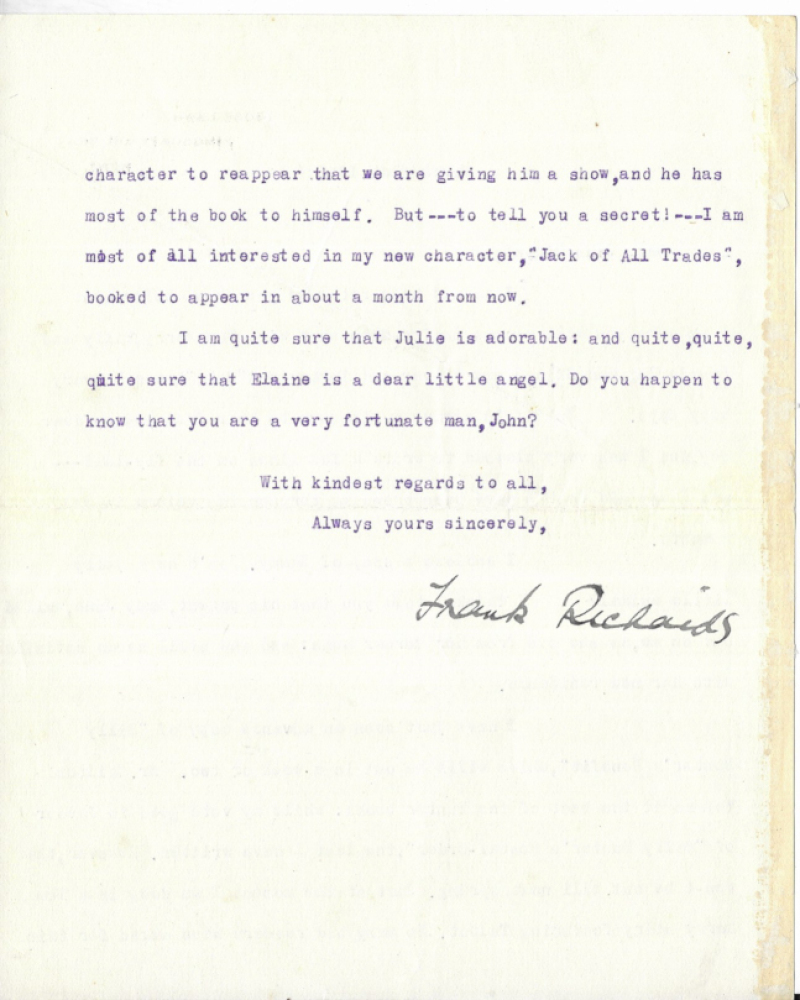 character to reappear that we are giving him a show,and he has
most of the book to himself. But---to tell you a secret!---I am
most of all interested in my new character,"Jack of All Trades",
booked to appear in about a month from now.
I am quite sure that Julie is adorable: and quite,quite,
quite sure that Elaine is a dear little angel. Do you happen to
know that you are a very fortunate man,John?
With kindest regards to all,
Always yours sincerely,
Frank Richards